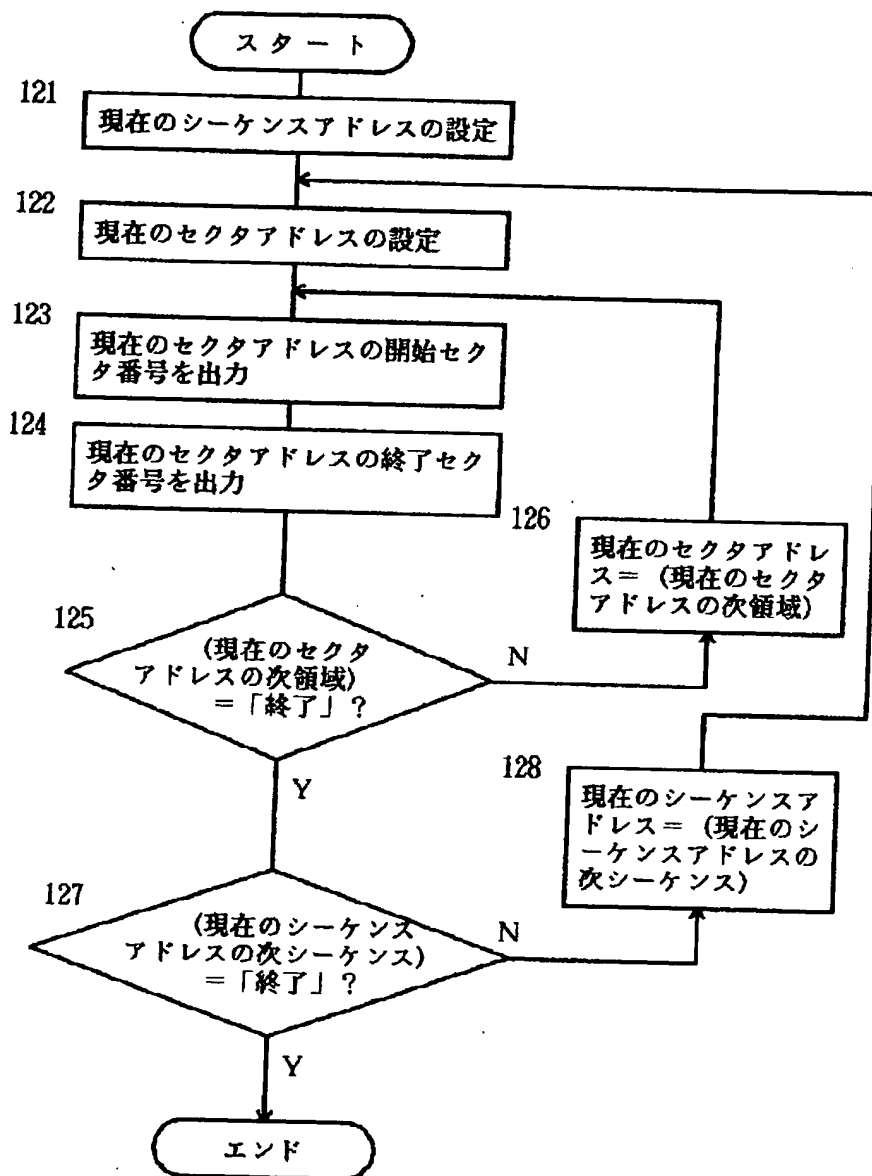 スタート
121
現在のシーケンスアドレスの設定
122
現在のセクタアドレスの設定
123
現在のセクタアドレスの開始セク
タ番号を出力
124
現在のセクタアドレスの終了セク
タ番号を出力
126
現在のセクタアドレ
ス=(現在のセクタ
アドレスの次領域)
125
(現在のセクタ
アドレスの次領域)
=「終了」?
N
Y
128
現在のシーケンスア
ドレス=(現在のシ
ーケンスアドレスの
次シーケンス)
127
(現在のシーケンス
アドレスの次シーケンス)
=「終了」?
N
Y
エンド